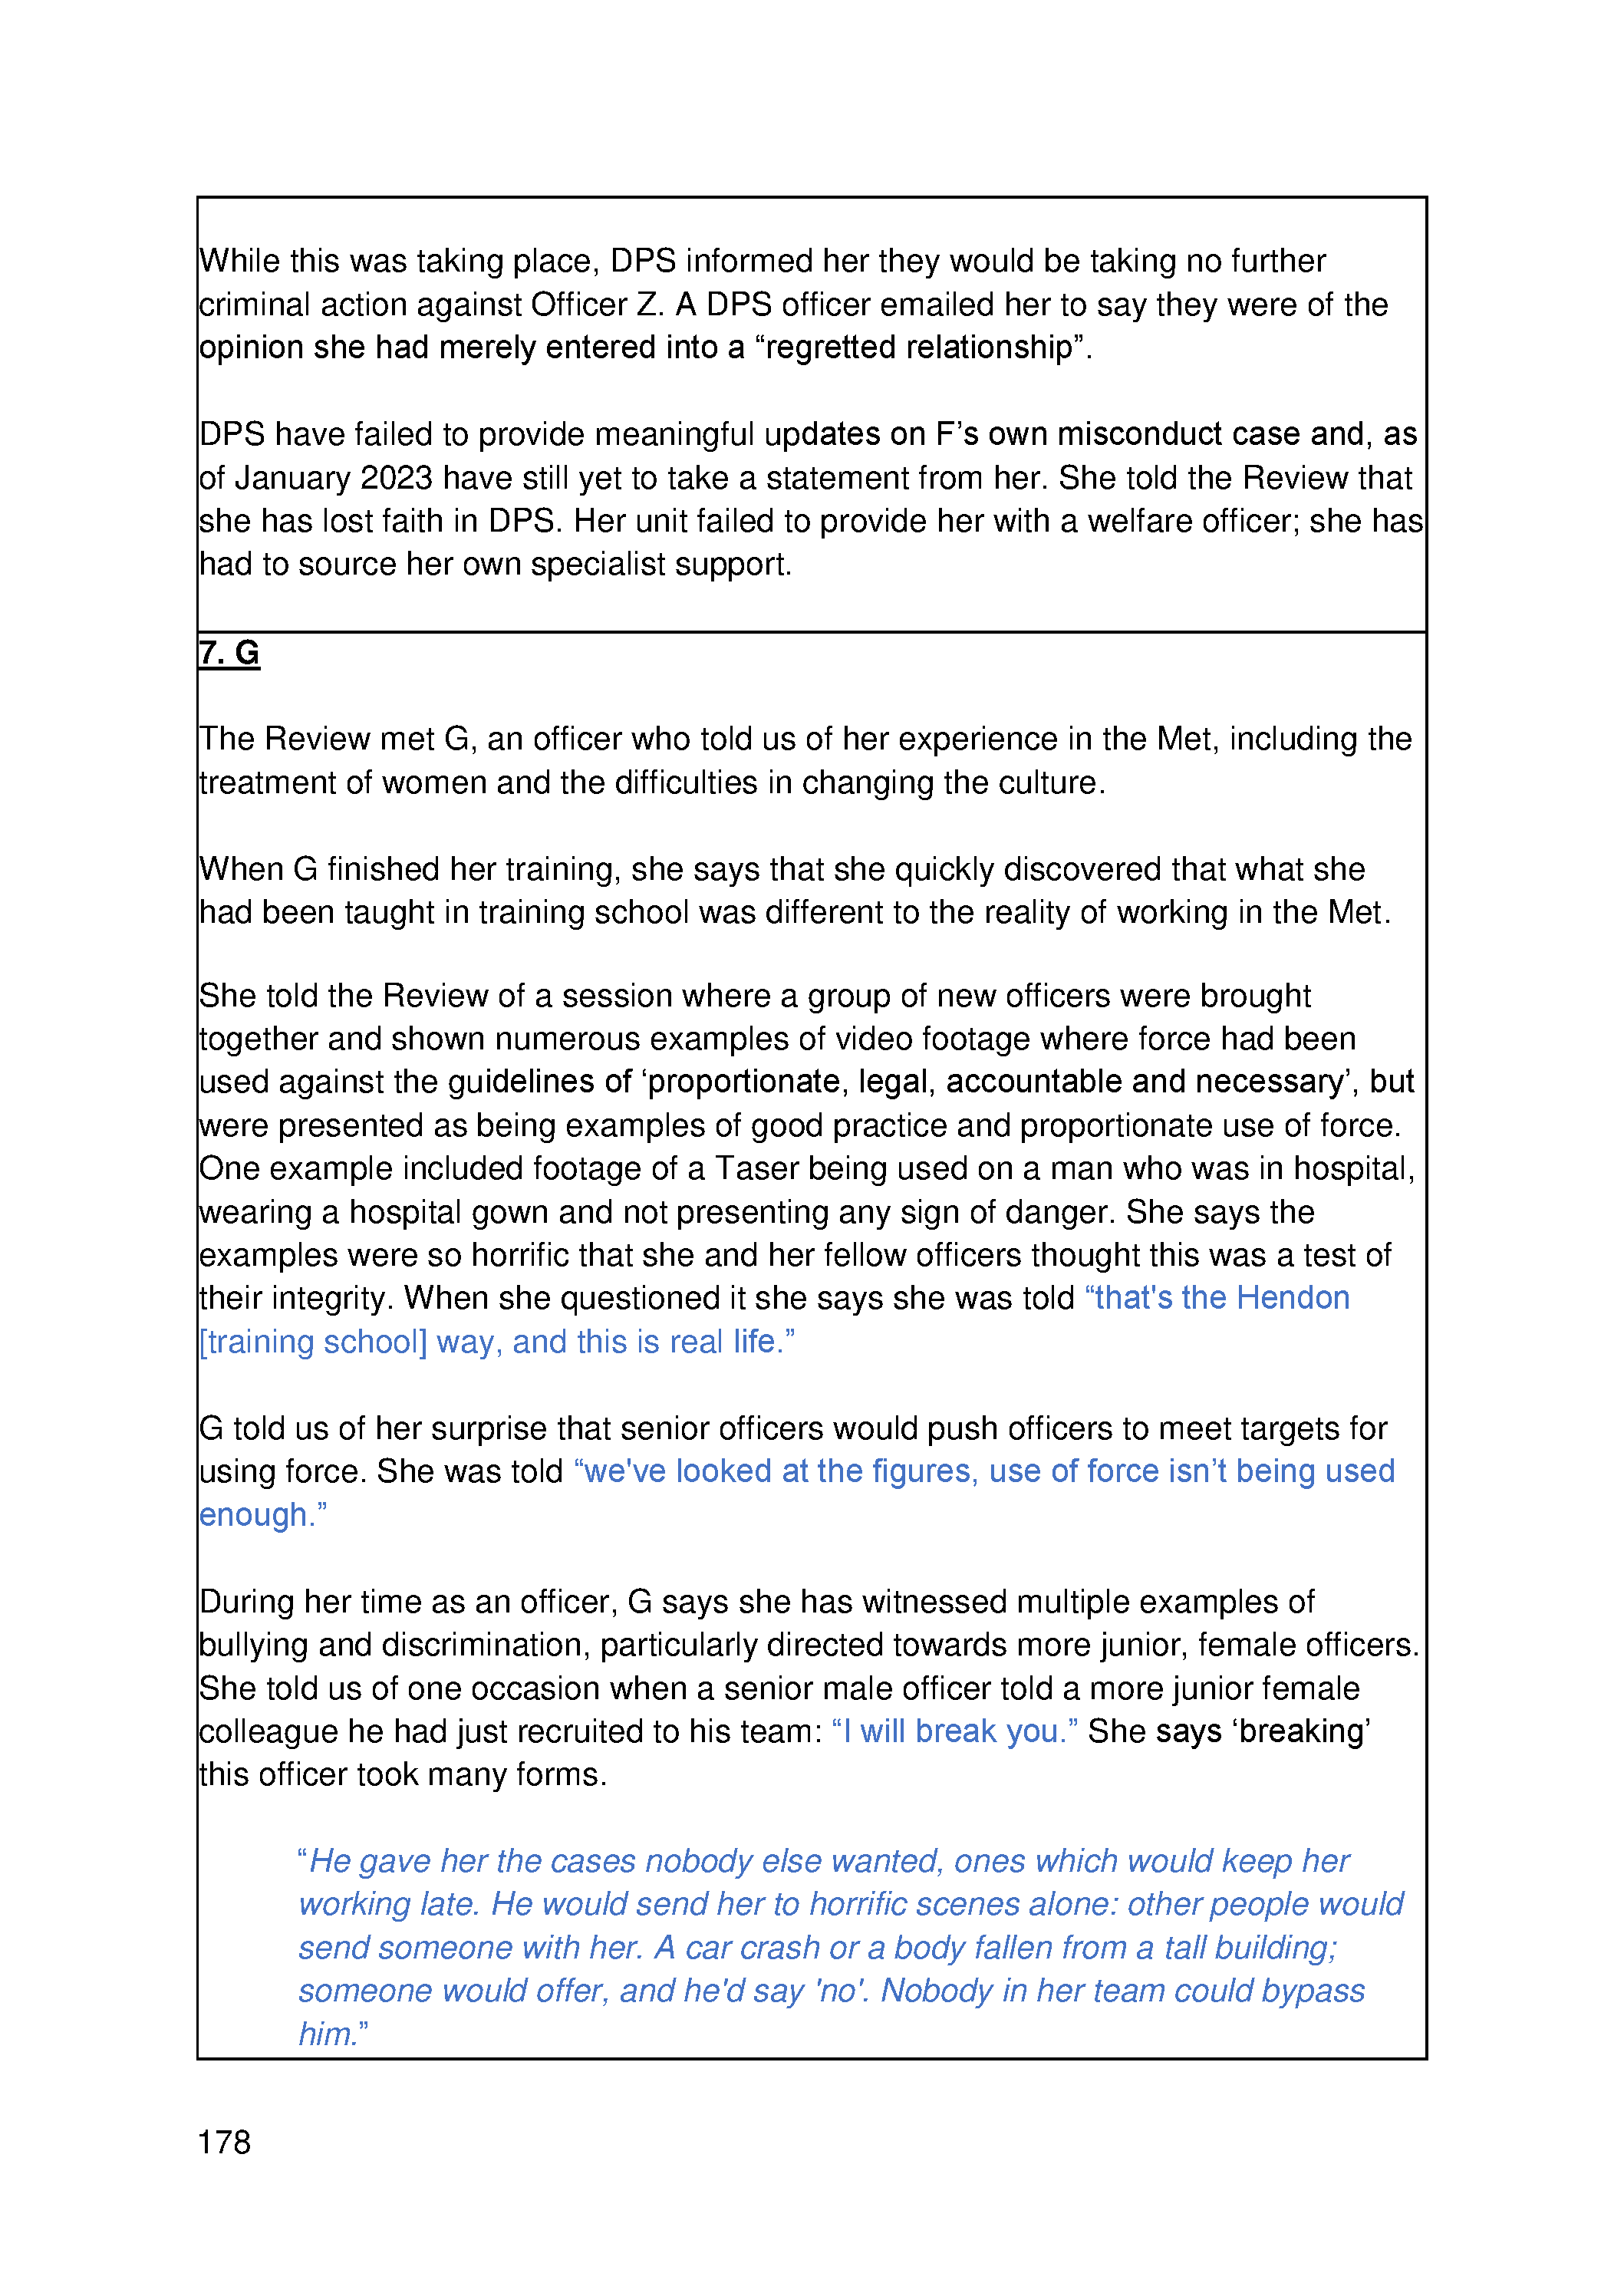 While this was taking place, DPS informed her they would be taking no further
criminal action against Officer Z. A DPS officer emailed her to say they were of the
opinion she had merely entered into a “regretted relationship”.
DPS have failed to provide meaningful updates on F’s own misconduct case and, as
of January 2023 have still yet to take a statement from her. She told the Review that
she has lost faith in DPS. Her unit failed to provide her with a welfare officer; she has
had to source her own specialist support.
7. G
The Review met G, an officer who told us of her experience in the Met, including the
treatment of women and the difficulties in changing the culture.
When G finished her training, she says that she quickly discovered that what she
had been taught in training school was different to the reality of working in the Met.
She told the Review of a session where a group of new officers were brought
together and shown numerous examples of video footage where force had been
used against the guidelines of ‘proportionate, legal, accountable and necessary’, but
were presented as being examples of good practice and proportionate use of force.
One example included footage of a Taser being used on a man who was in hospital,
wearing a hospital gown and not presenting any sign of danger. She says the
examples were so horrific that she and her fellow officers thought this was a test of
their integrity. When she questioned it she says she was told “that's the Hendon
[training school] way, and this is real life.”
G told us of her surprise that senior officers would push officers to meet targets for
using force. She was told “we've looked at the figures, use of force isn’t being used
enough.”
During her time as an officer, G says she has witnessed multiple examples of
bullying and discrimination, particularly directed towards more junior, female officers.
She told us of one occasion when a senior male officer told a more junior female
colleague he had just recruited to his team: “I will break you.” She says ‘breaking’
this officer took many forms.
“He gave her the cases nobody else wanted, ones which would keep her
working late. He would send her to horrific scenes alone: other people would
send someone with her. A car crash or a body fallen from a tall building;
someone would offer, and he'd say 'no'. Nobody in her team could bypass
him.”
178